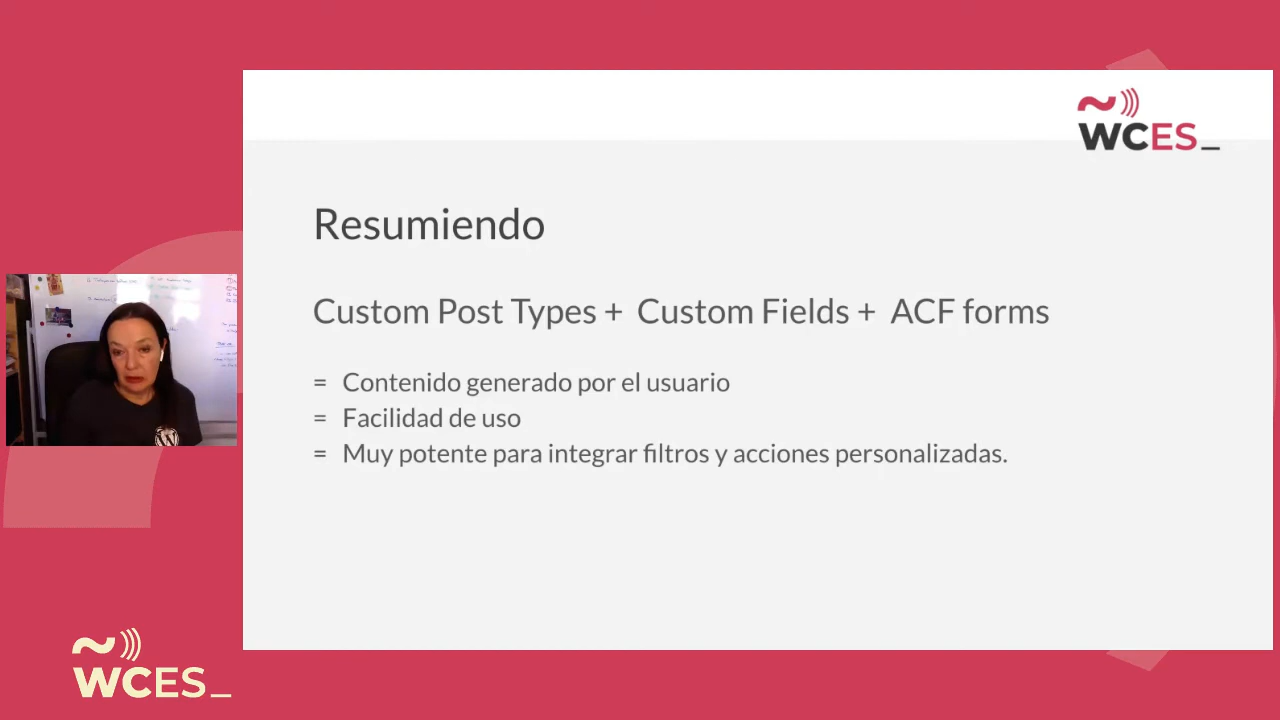 WCES_
Resumiendo
Custom Post Types + Custom Fields + ACF forms
= Contenido generado por el usuario
= Facilidad de uso
= Muy potente para integrar filtros y acciones personalizadas.
WCES_